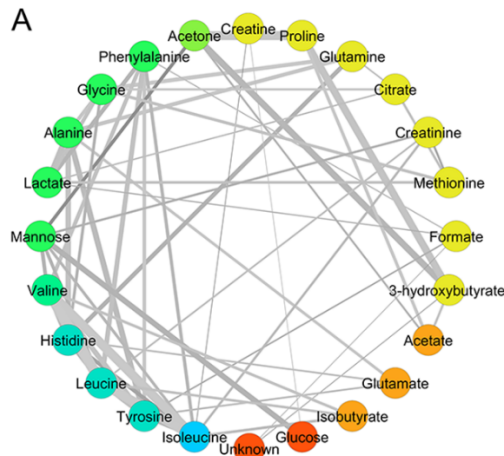 A
Acetone
Creatine
Proline
Phenylalanine
Glutamine
Glycine
Citrate
Alanine
Creatinine
Lactate
Methionine
Mannose
Formate
Valine
3-hydroxybutyrate
Histidine
Acetate
Leucine
Glutamate
Tyrosine
Isobutyrate
Isoleucine
Glucose
Unknown